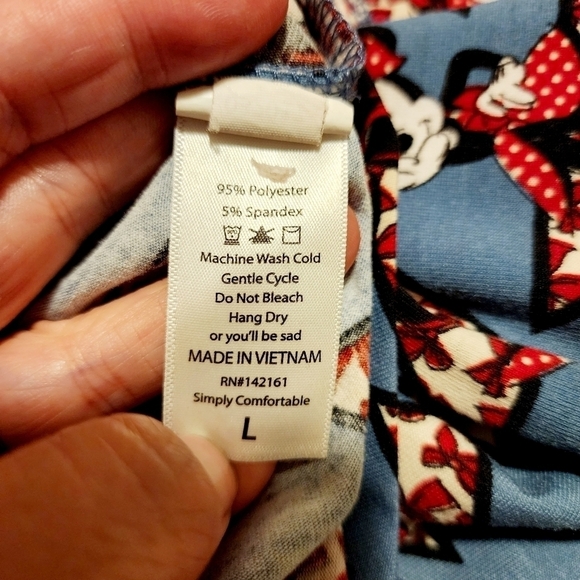 95% Polyester
5% Spandex
Machine Wash Cold
Gentle Cycle
Do Not Bleach
Hang Dry
or you'll be sad
MADE IN VIETNAM
RN#142161
Simply Comfortable
L